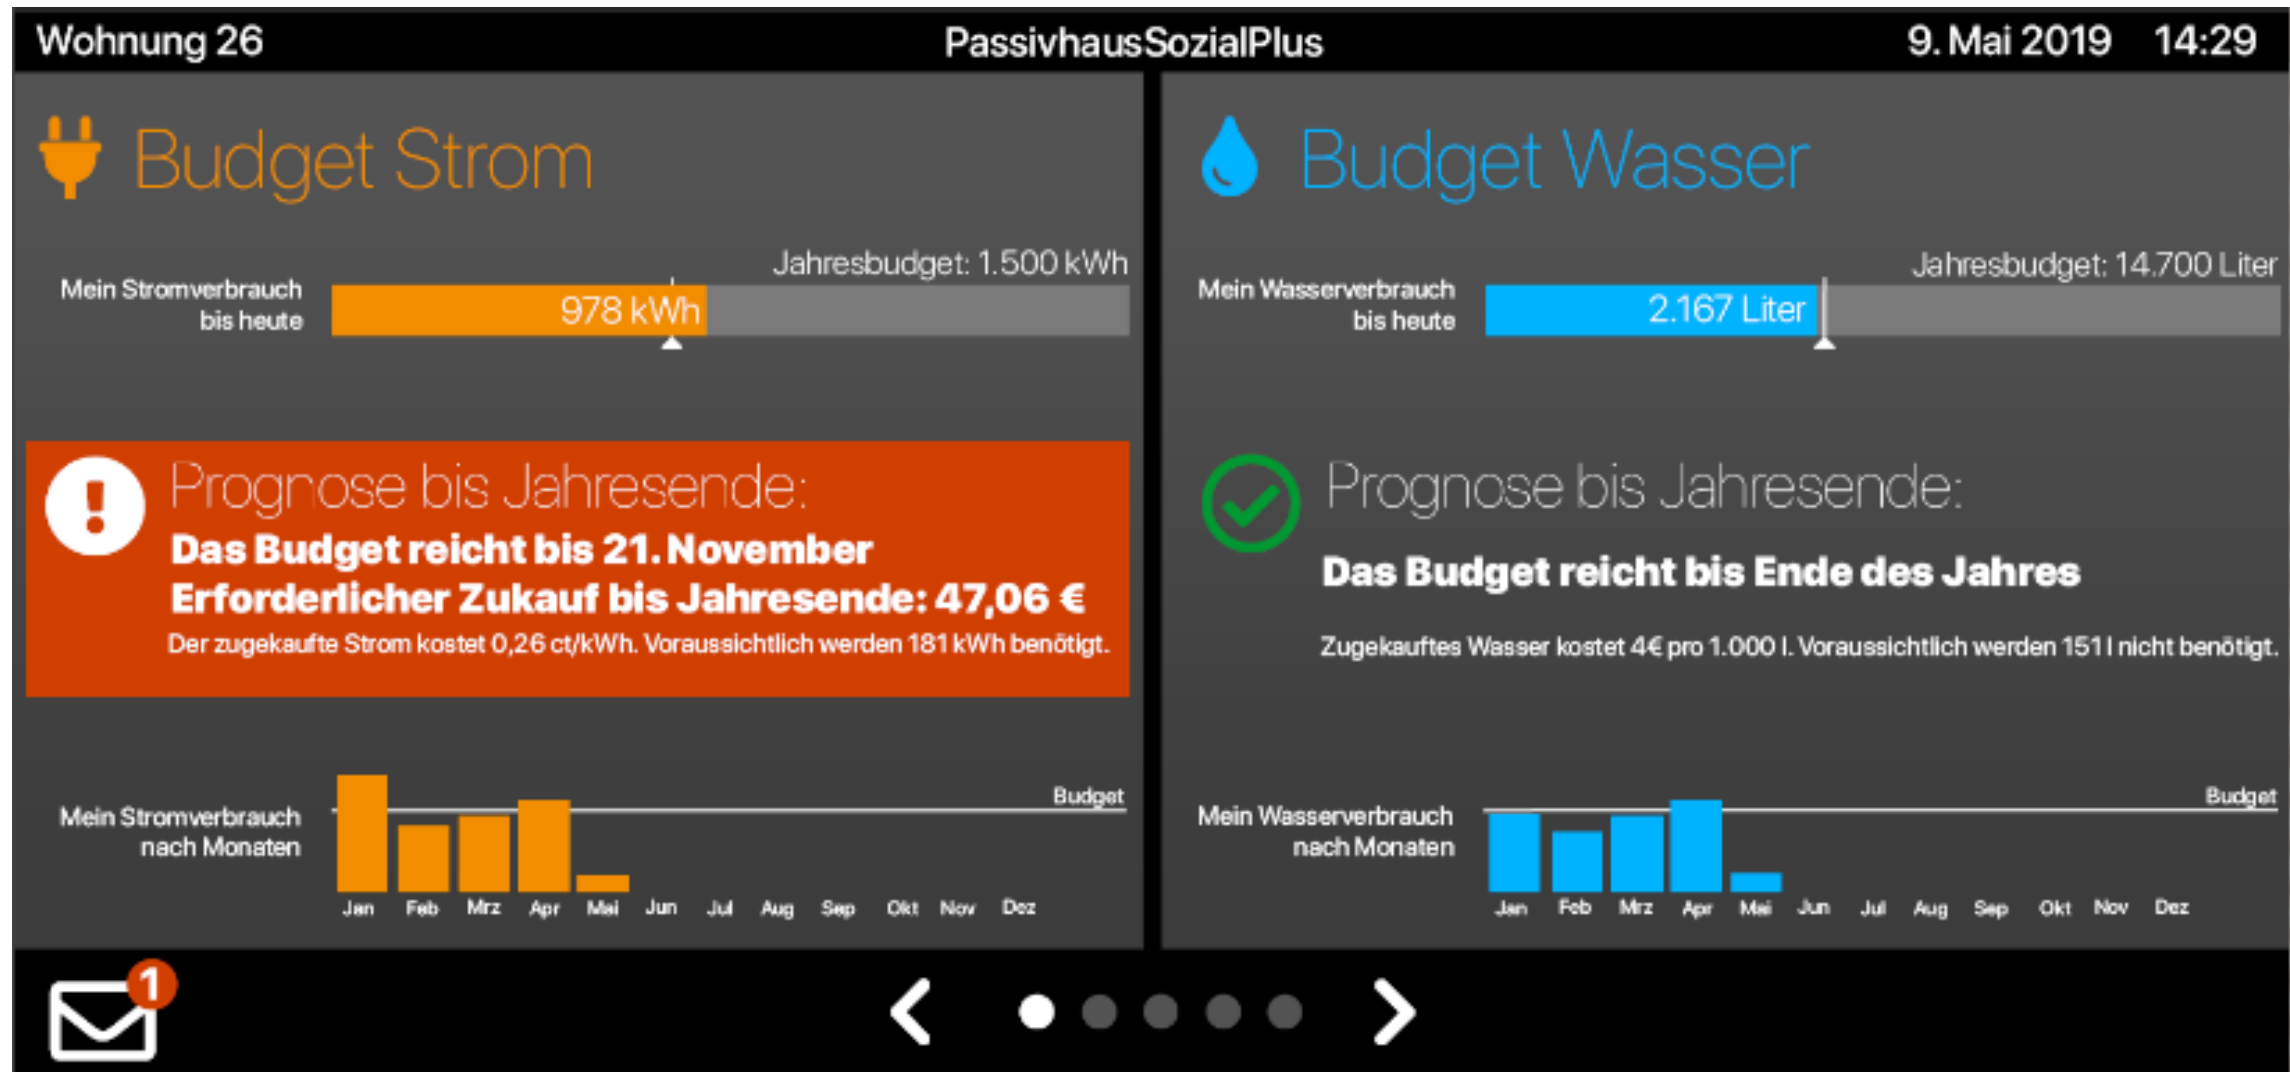 Wohnung 26 PassivhausSozialPlus 9. Mai 2019 14:29
Budget Strom
Jahresbudget: 1.500 kWh
Mein Stromverbrauch
bis heute
978 kWh
Prognose bis Jahresende:
Das Budget reicht bis 21. November
Erforderlicher Zukauf bis Jahresende: 47,06 €
Der zugekaufte Strom kostet 0,26 ct/kWh. Voraussichtlich werden 181 kWh benötigt.
Budget
Mein Stromverbrauch
nach Monaten
Jan Feb Mrz Apr Mai Jun Jul Aug Sep Okt Nov Dez
Budget Wasser
Jahresbudget: 14.700 Liter
Mein Wasserverbrauch
bis heute
2.167 Liter
Prognose bis Jahresende:
Das Budget reicht bis Ende des Jahres
Zugekauftes Wasser kostet 4€ pro 1.000 l. Voraussichtlich werden 151 l nicht benötigt.
Budget
Mein Wasserverbrauch
nach Monaten
Jan Feb Mrz Apr Mai Jun Jul Aug Sep Okt Nov Dez
1